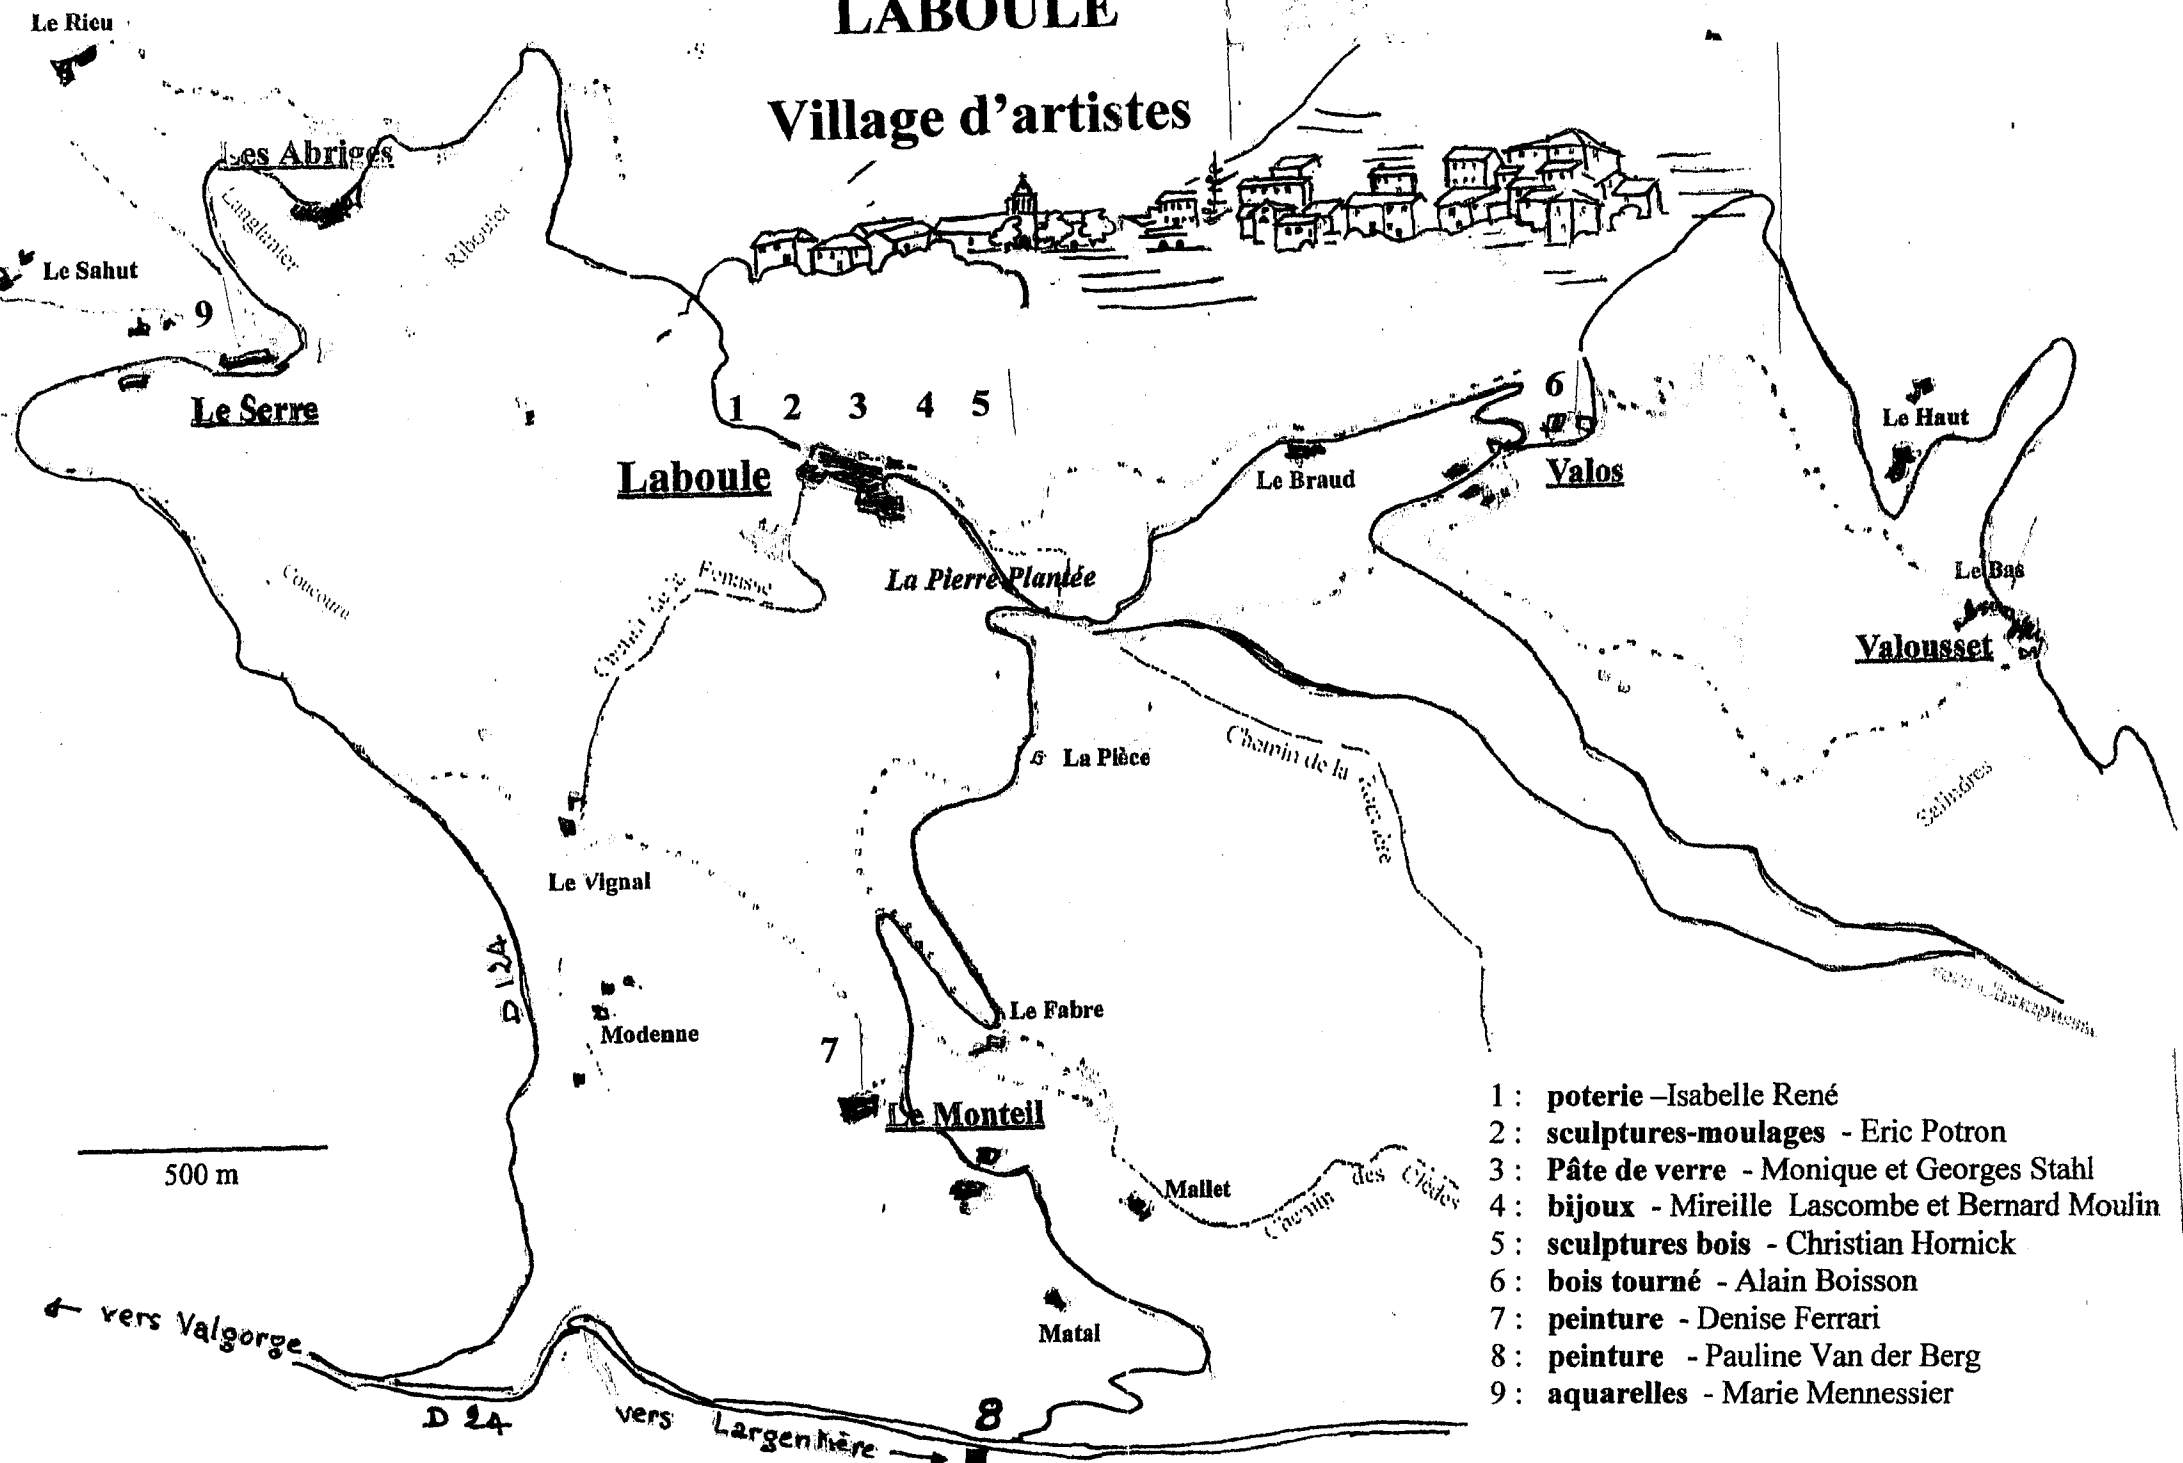 LABOULE
Le Rieu
Village d'artistes
Les Abriges
Langlanier
Riboulet
Le Sahut
9
Le Serre
1 2 3 4 5
6
Le Haut
Laboule
Le Braud
Valos
Coucouru
La Pierre Plantée
Le Bas
Valousset
La Pièce
Chemin de la
Salindres
Le Vignal
D 124
Le Fabre
Modenne
7
Le Monteil
500 m
Mallet
Chemin des Clèdes
Matal
← vers Valgorge
D 24
vers Largentière →
8
1 : poterie –Isabelle René
2 : sculptures-moulages - Eric Potron
3 : Pâte de verre - Monique et Georges Stahl
4 : bijoux - Mireille Lascombe et Bernard Moulin
5 : sculptures bois - Christian Hornick
6 : bois tourné - Alain Boisson
7 : peinture - Denise Ferrari
8 : peinture - Pauline Van der Berg
9 : aquarelles - Marie Mennessier